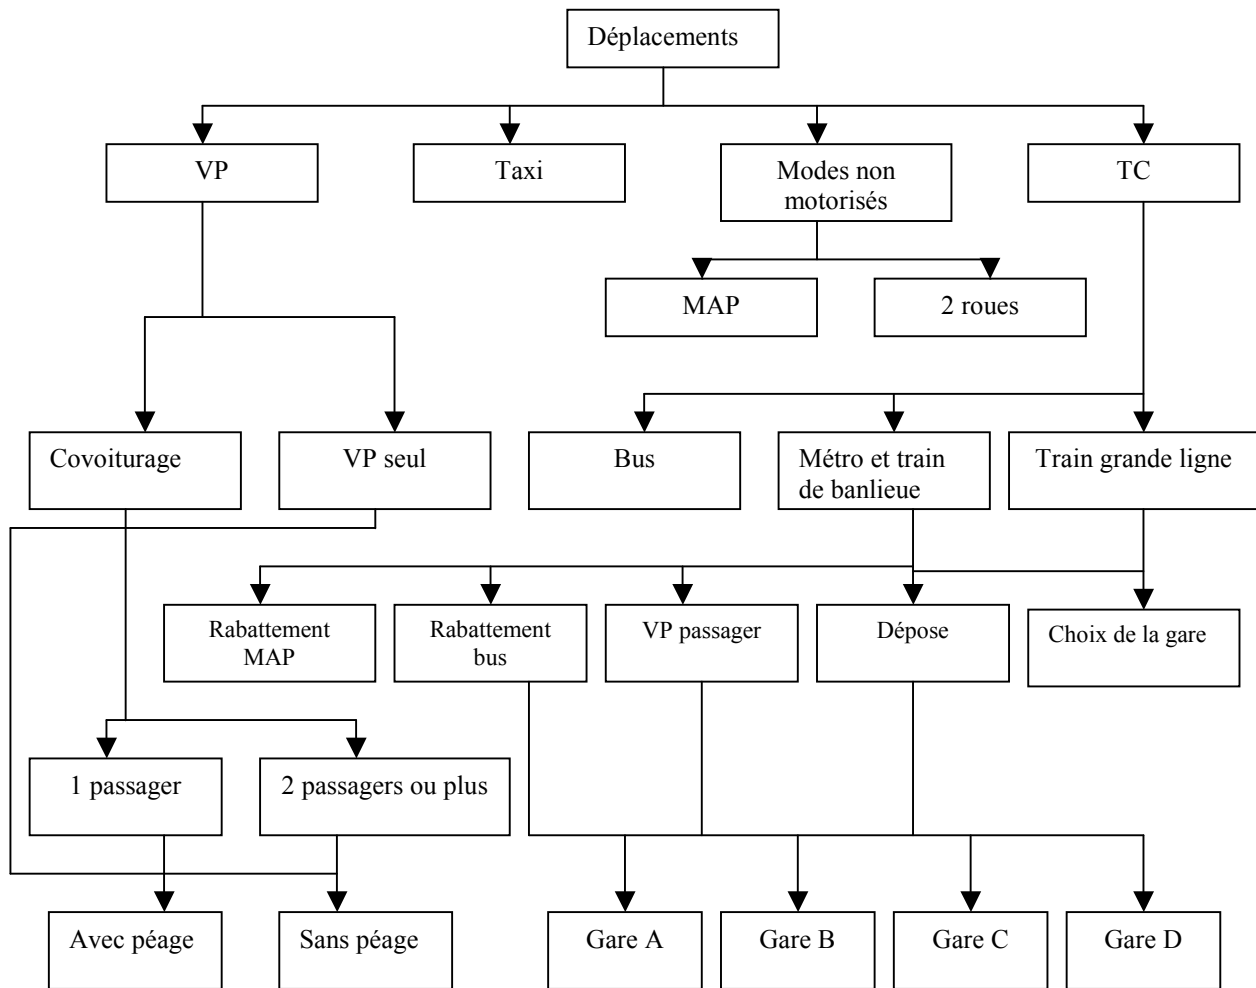 Déplacements
VP
Taxi
Modes non
motorisés
TC
MAP
2 roues
Covoiturage
VP seul
Bus
Métro et train
de banlieue
Train grande ligne
Rabattement
MAP
Rabattement
bus
VP passager
Dépose
Choix de la gare
1 passager
2 passagers ou plus
Avec péage
Sans péage
Gare A
Gare B
Gare C
Gare D